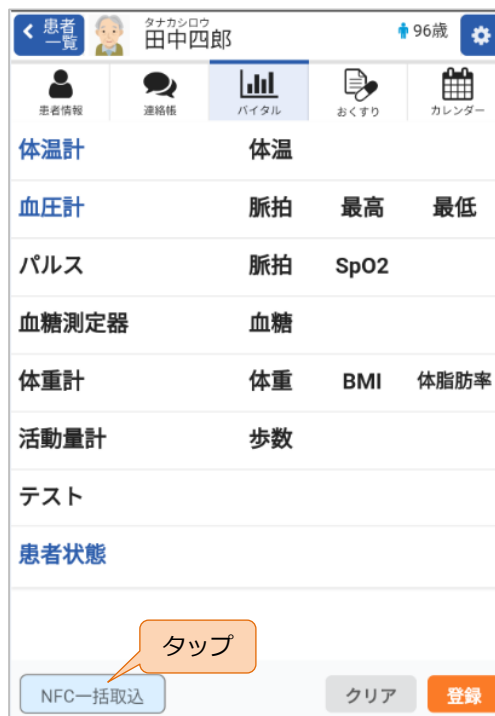 患者
一覧
タナカシロウ
田中四郎
96歳
患者情報 連絡帳 バイタル おくすり カレンダー
体温計 体温
血圧計 脈拍 最高 最低
パルス 脈拍 SpO2
血糖測定器 血糖
体重計 体重 BMI 体脂肪率
活動量計 歩数
テスト
患者状態
タップ
NFC一括取込 クリア 登録